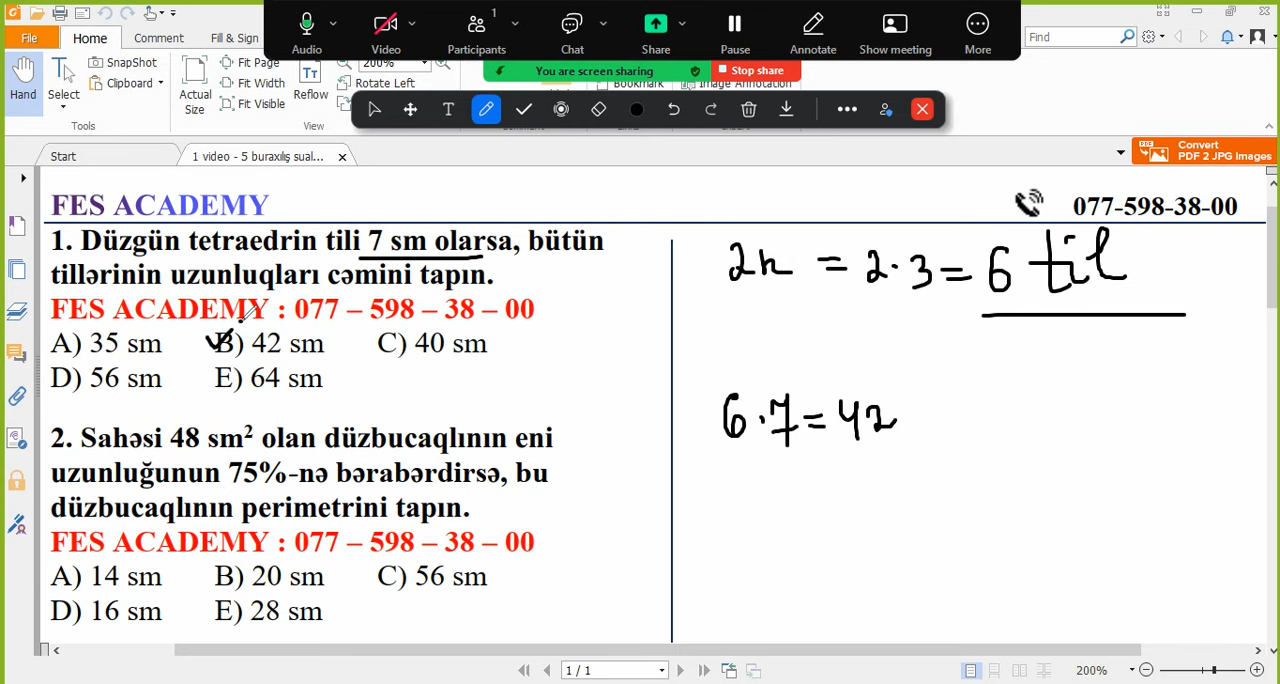 Audio
Video
Participants
1
Chat
Share
Pause
Annotate
Show meeting
More
You are screen sharing
Stop share
File
Home
Comment
Fill & Sign
Find
Hand
Select
SnapShot
Clipboard
Actual
Size
Fit Page
Fit Width
Fit Visible
Reflow
200%
Rotate Left
Bookmark
Image Annotation
Tools
View
Start
1 video - 5 buraxılış sual...
Convert
PDF 2 JPG Images
FES ACADEMY
077-598-38-00
1. Düzgün tetraedrin tili 7 sm olarsa, bütün
tillərinin uzunluqları cəmini tapın.
FES ACADEMY : 077 – 598 – 38 – 00
A) 35 sm B) 42 sm C) 40 sm
D) 56 sm E) 64 sm
2. Sahəsi 48 sm² olan düzbucaqlının eni
uzunluğunun 75%-nə bərabərdirsə, bu
düzbucaqlının perimetrini tapın.
FES ACADEMY : 077 – 598 – 38 – 00
A) 14 sm B) 20 sm C) 56 sm
D) 16 sm E) 28 sm
2n = 2·3 = 6 til
6·7=42
1 / 1
200%